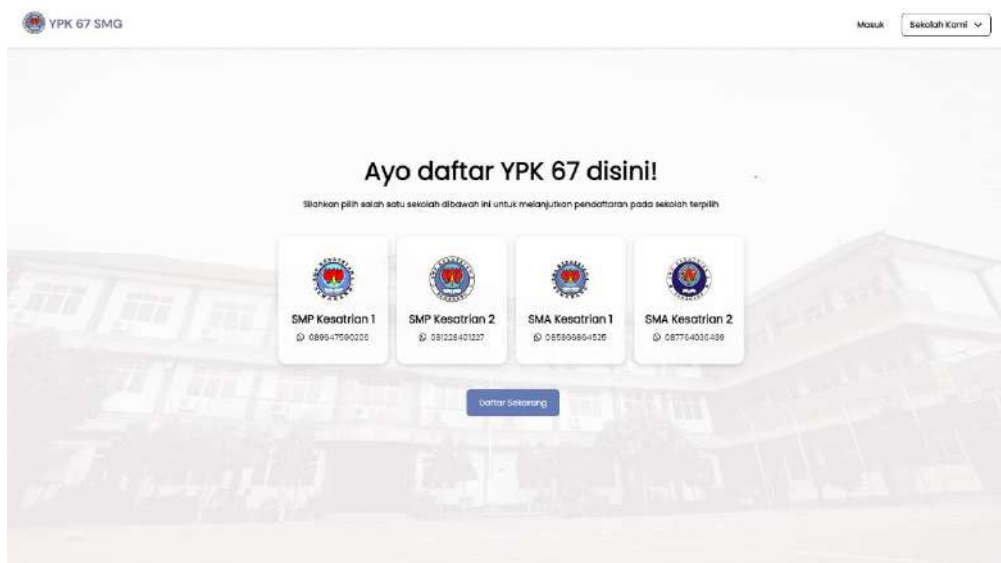 YPK 67 SMG
Masuk
Sekolah Kami
Ayo daftar YPK 67 disini!
Silahkan pilih salah satu sekolah dibawah ini untuk melanjutkan pendaftaran pada sekolah terpilih
SMP Kesatrian 1
SMP Kesatrian 2
SMA Kesatrian 1
SMA Kesatrian 2
081228401227
Daftar Sekarang